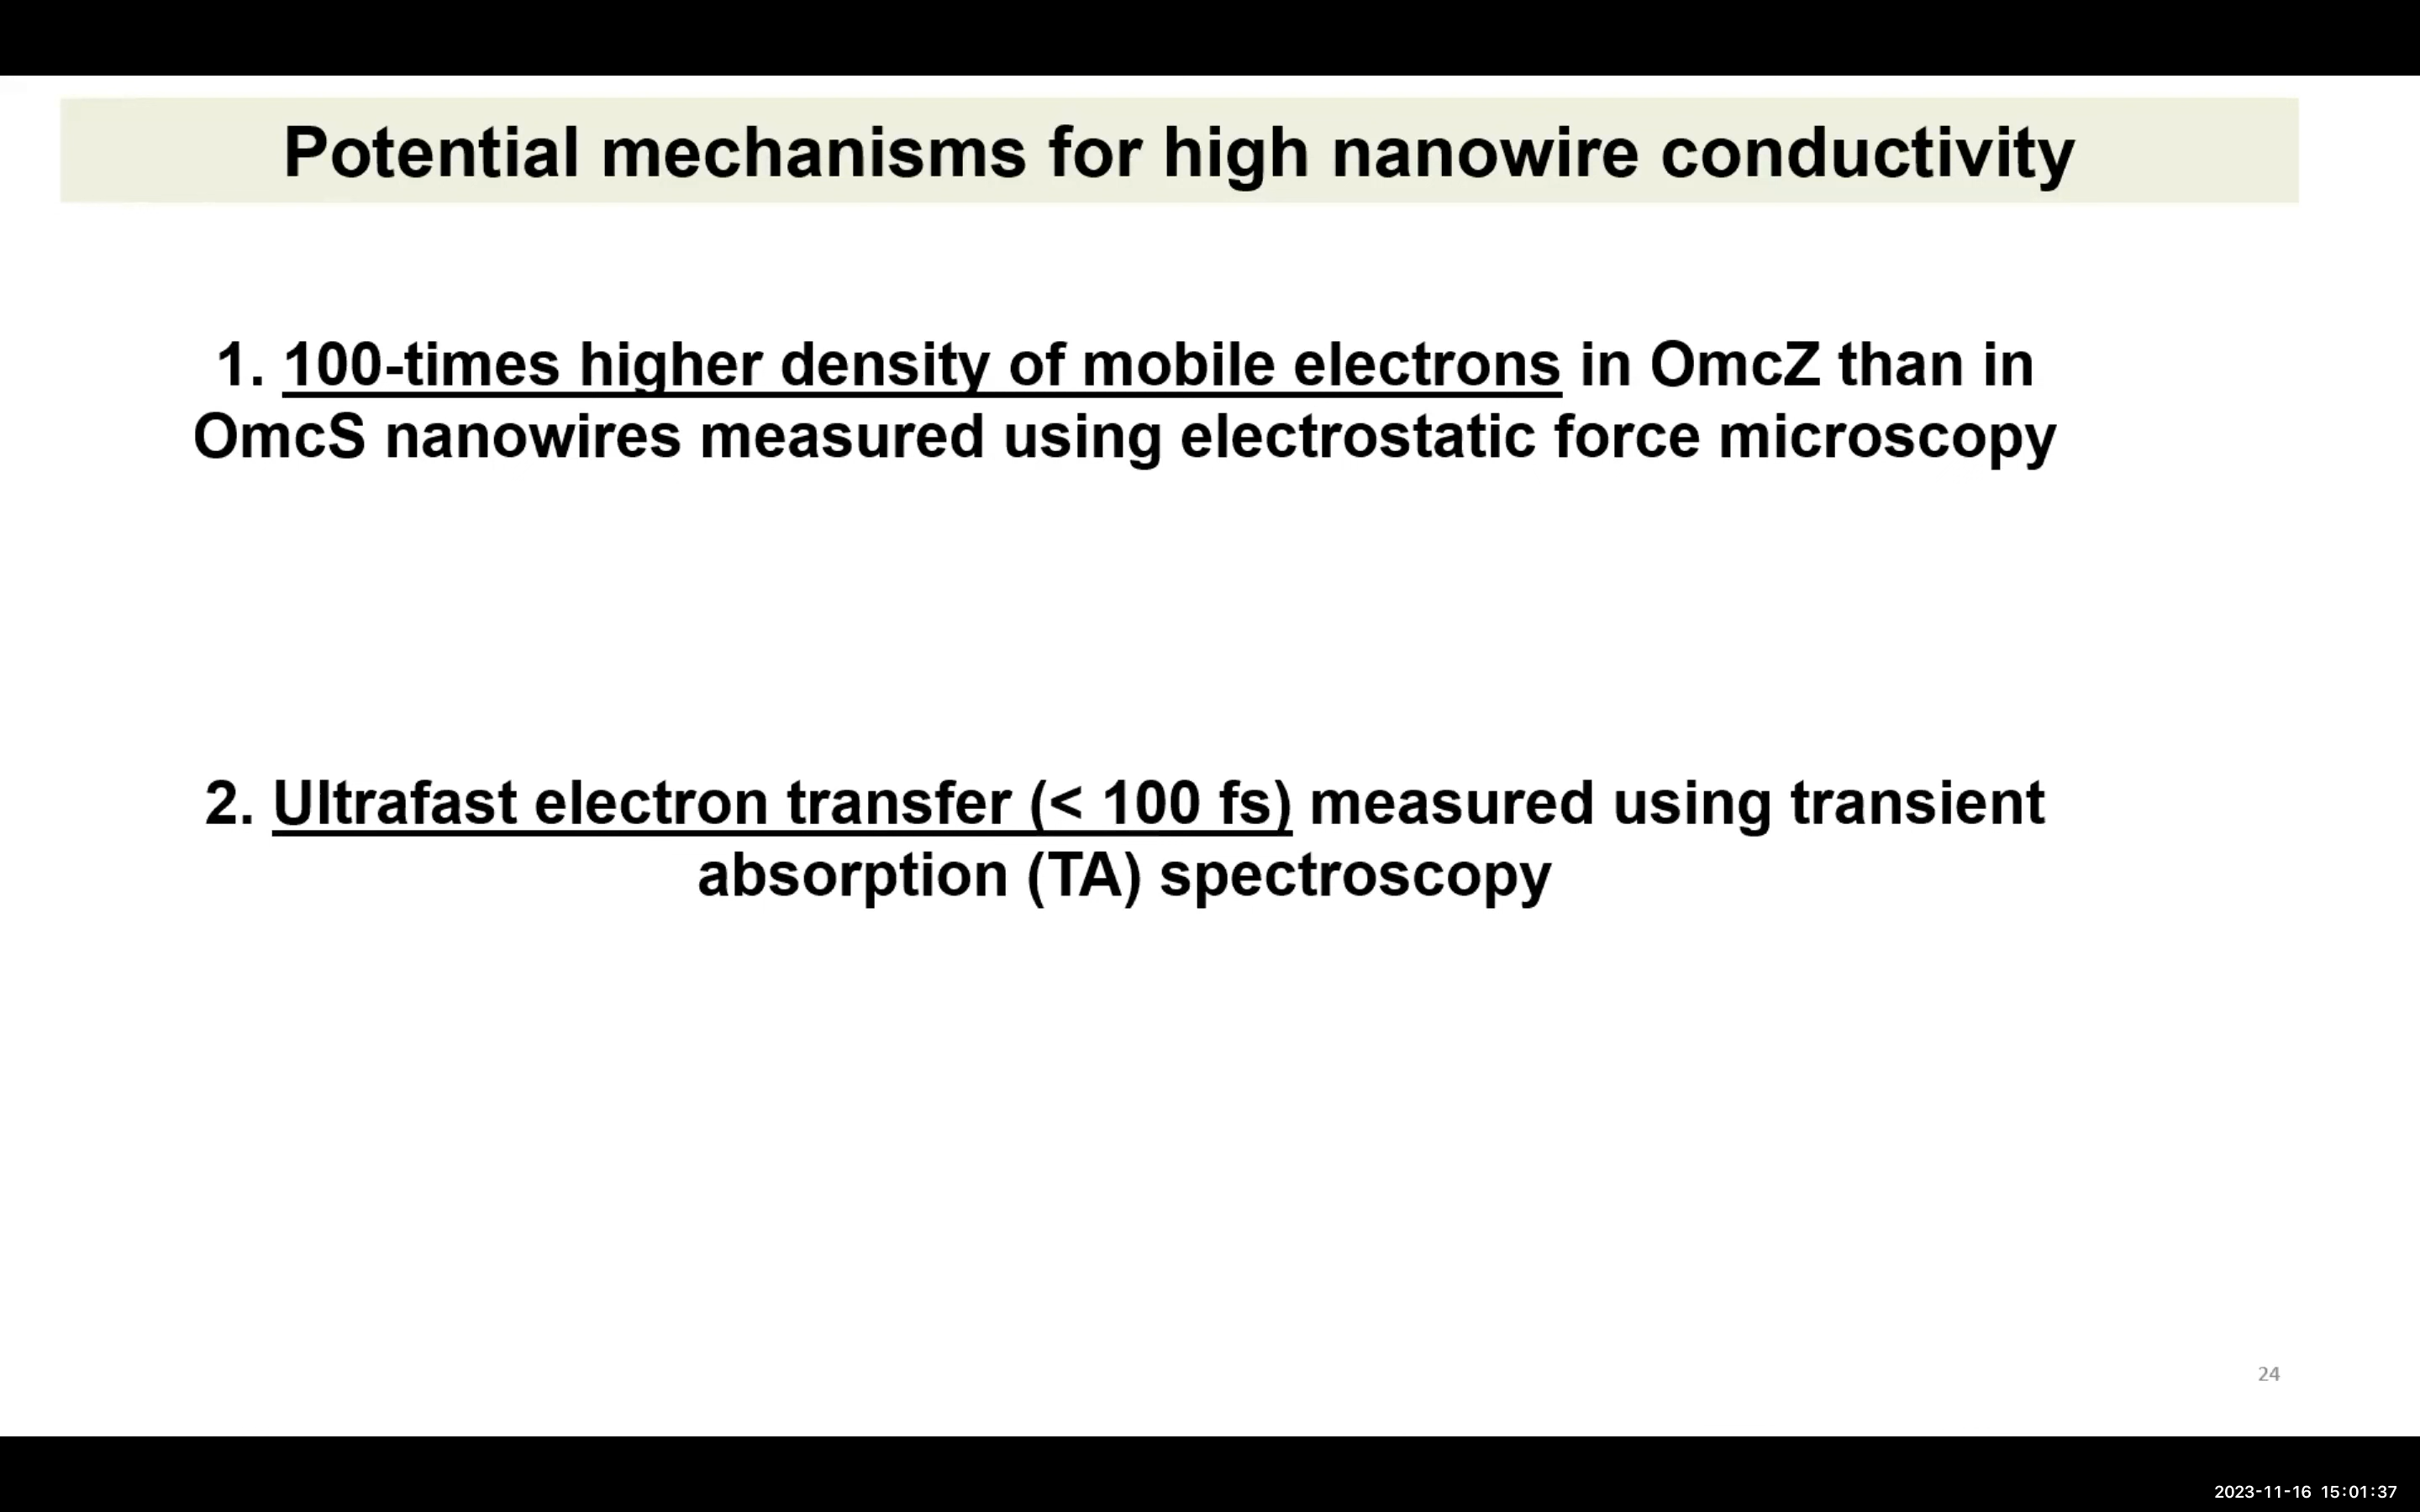 Potential mechanisms for high nanowire conductivity
1. 100-times higher density of mobile electrons in OmcZ than in
OmcS nanowires measured using electrostatic force microscopy
2. Ultrafast electron transfer (< 100 fs) measured using transient
absorption (TA) spectroscopy
24
2023-11-16 15:01:37